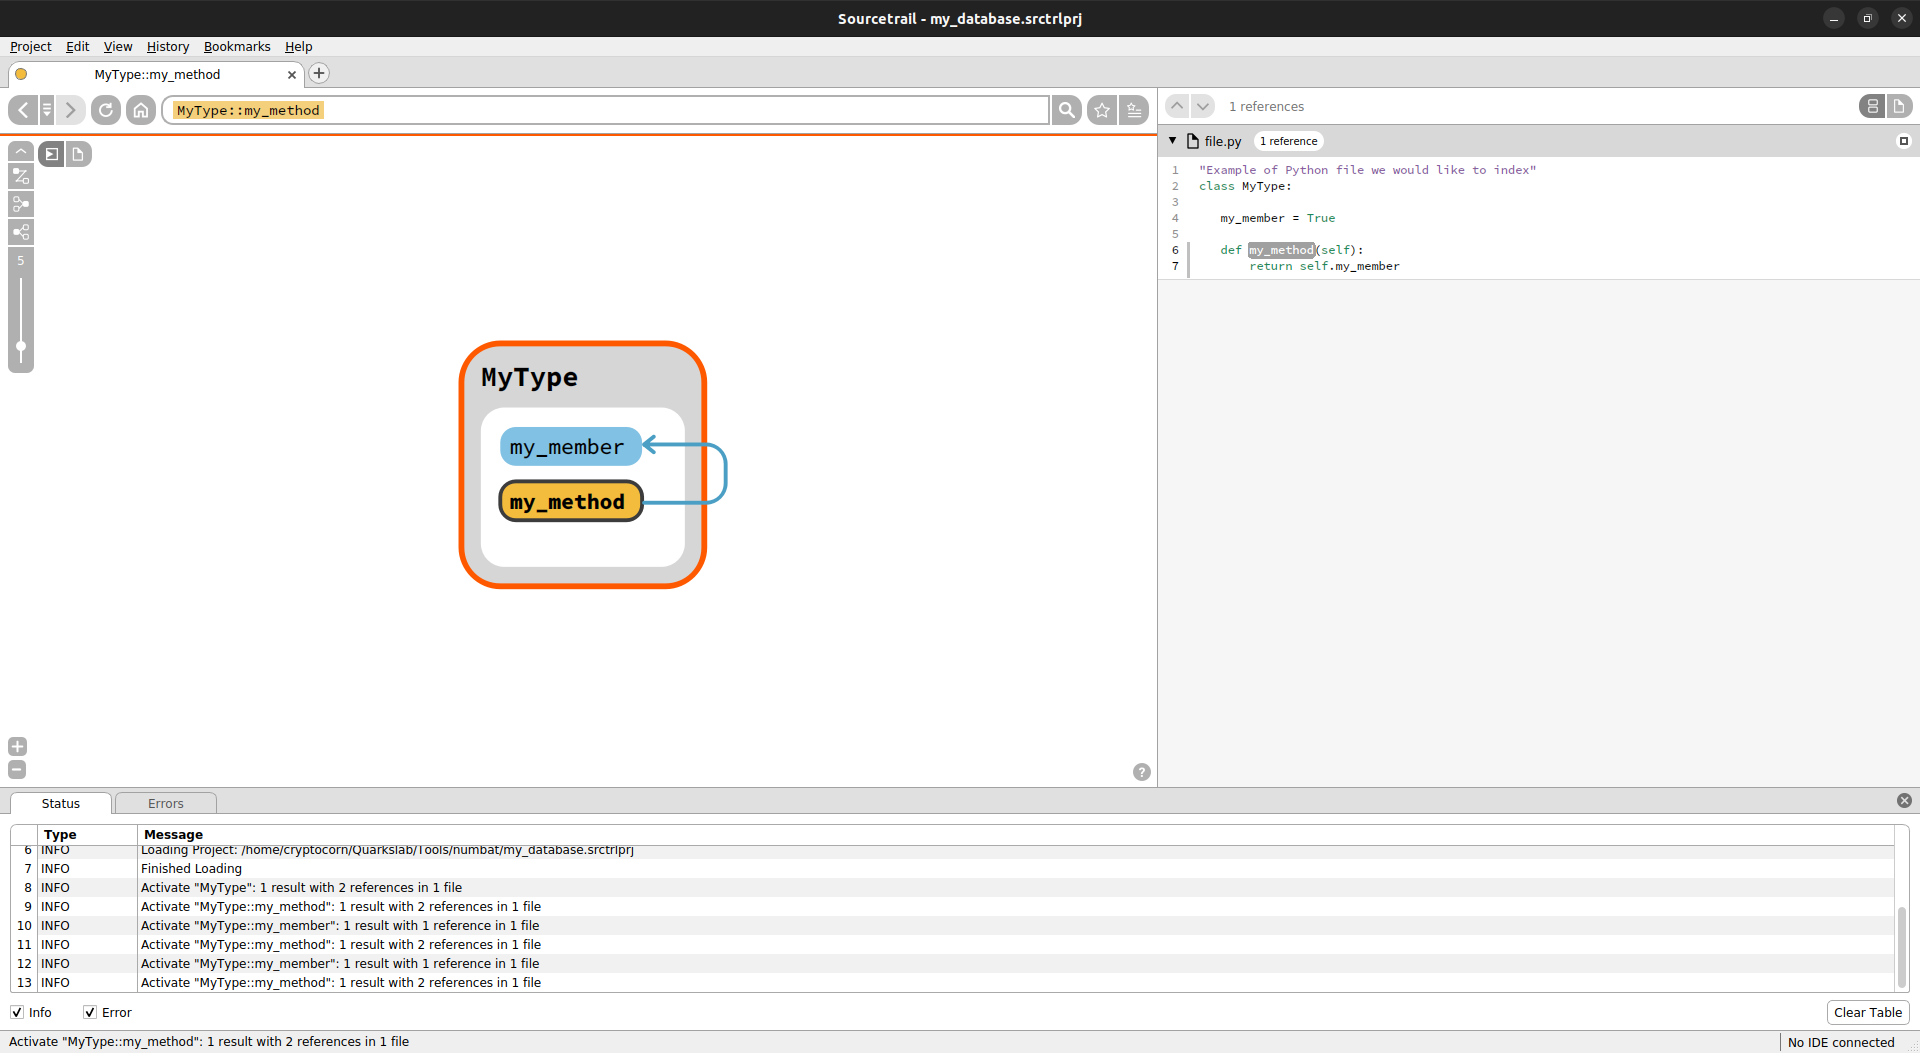 Sourcetrail - my_database.srctrlprj
Project Edit View History Bookmarks Help
MyType::my_method
MyType::my_method
1 references
file.py 1 reference
1 "Example of Python file we would like to index"
2 class MyType:
3
4 my_member = True
5
6 def my_method(self):
7 return self.my_member
5
MyType
my_member
my_method
?
Status Errors
Type Message
6 INFO Loading Project: /home/cryptocorn/Quarkslab/Tools/numbat/my_database.srctrlprj
7 INFO Finished Loading
8 INFO Activate "MyType": 1 result with 2 references in 1 file
9 INFO Activate "MyType::my_method": 1 result with 2 references in 1 file
10 INFO Activate "MyType::my_member": 1 result with 1 reference in 1 file
11 INFO Activate "MyType::my_method": 1 result with 2 references in 1 file
12 INFO Activate "MyType::my_member": 1 result with 1 reference in 1 file
13 INFO Activate "MyType::my_method": 1 result with 2 references in 1 file
Info Error Clear Table
Activate "MyType::my_method": 1 result with 2 references in 1 file No IDE connected